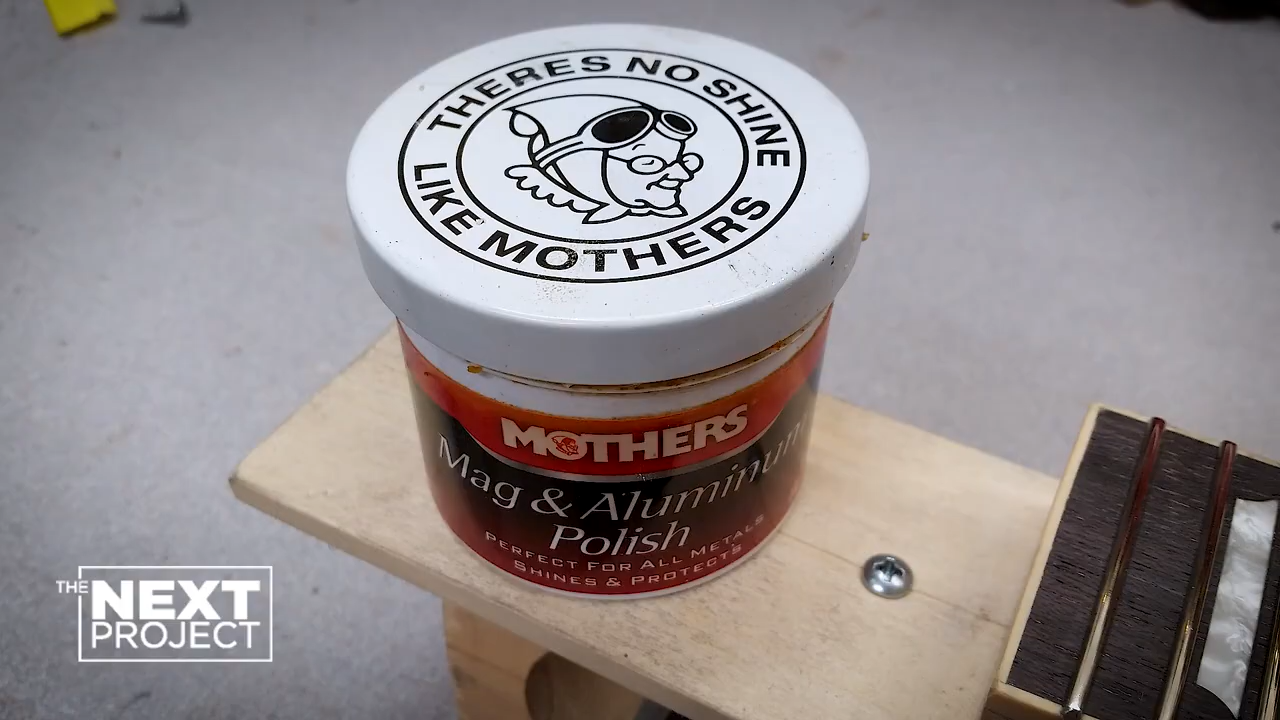 THERES NO SHINE
LIKE MOTHERS
MOTHERS
Mag & Aluminum
Polish
PERFECT FOR ALL METALS
SHINES & PROTECTS
THE NEXT
PROJECT